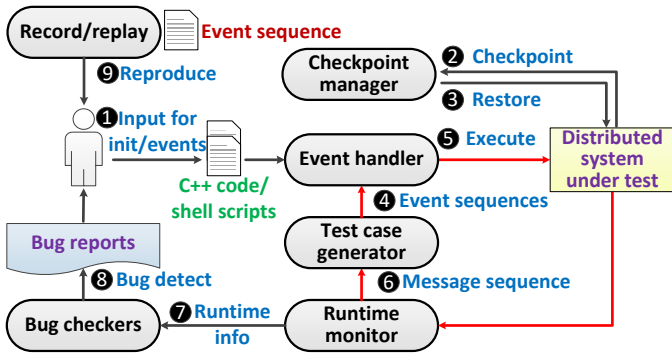 Record/replay
Event sequence
❾Reproduce
Checkpoint
manager
❷ Checkpoint
❸ Restore
❶Input for
init/events
C++ code/
shell scripts
Event handler
❺ Execute
Distributed
system
under test
❹ Event sequences
Test case
generator
Bug reports
❽ Bug detect
❻ Message sequence
Bug checkers
❼ Runtime
info
Runtime
monitor